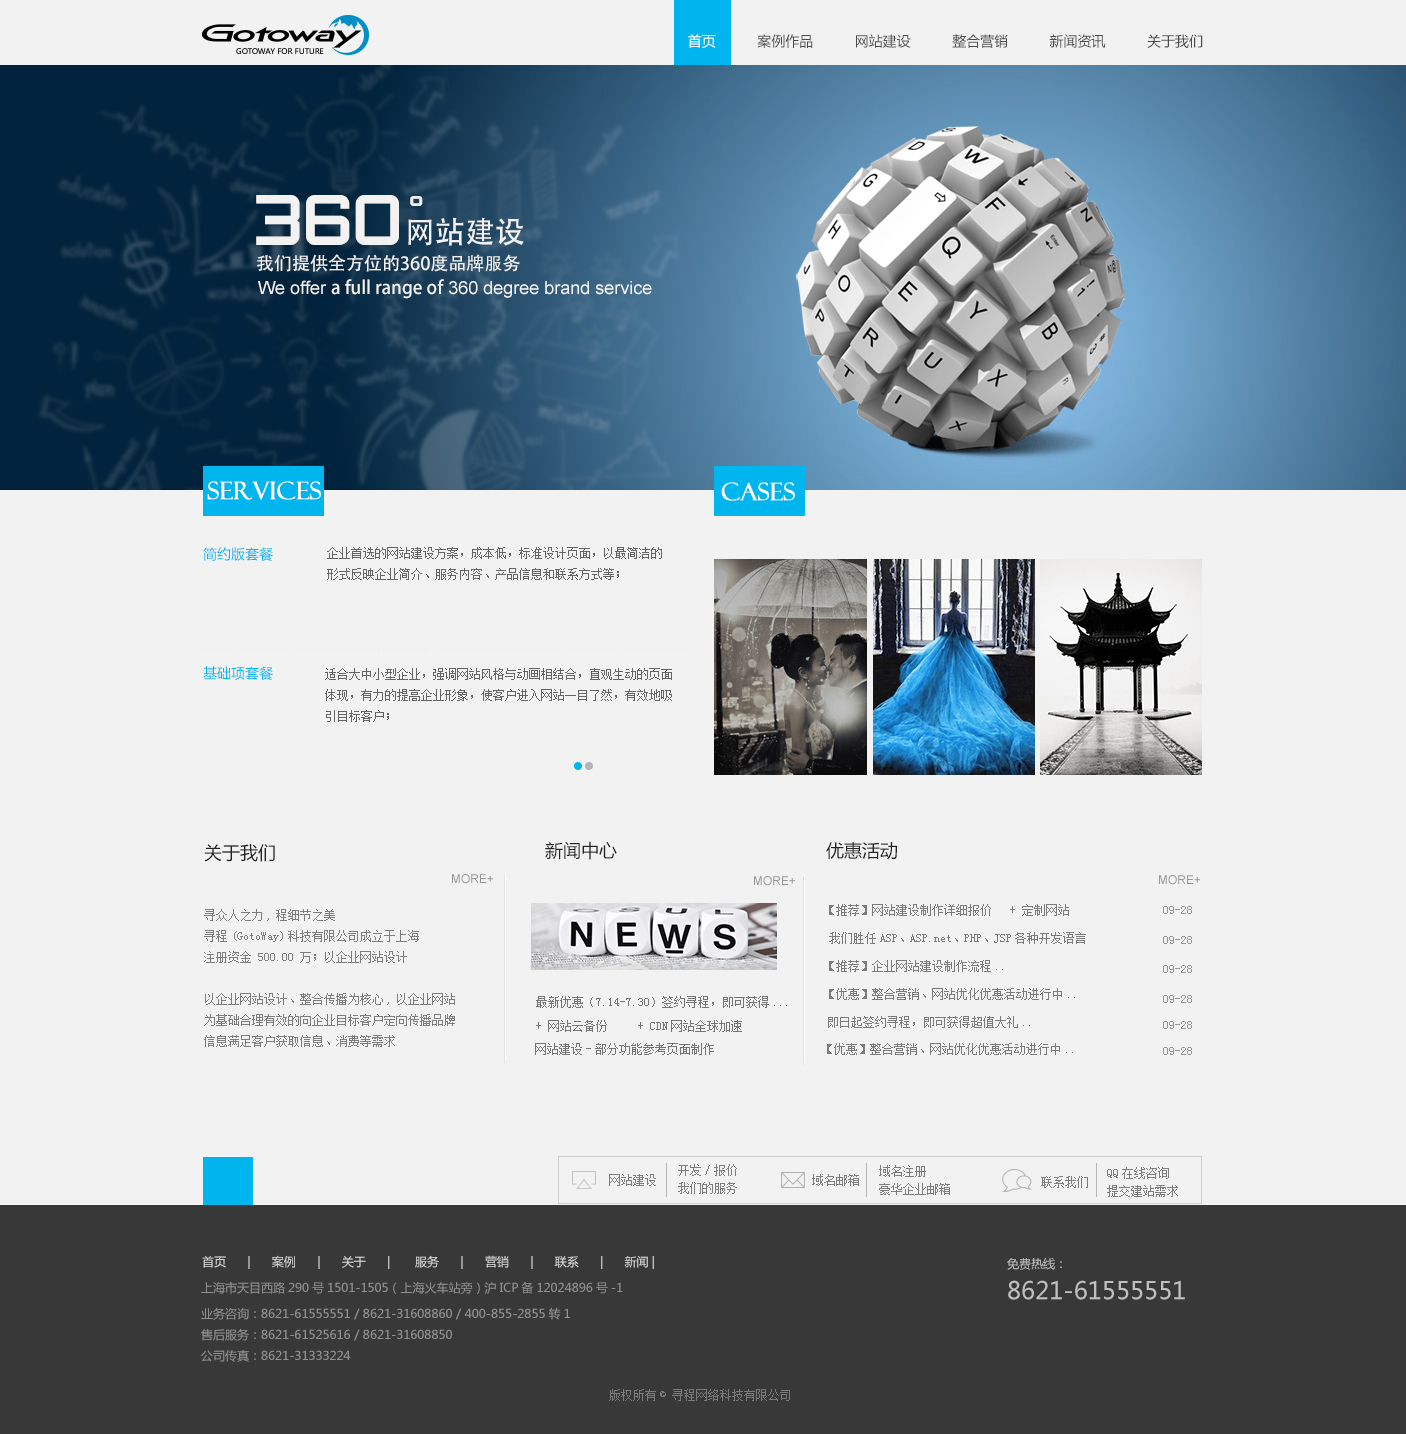 Gotoway
GOTOWAY FOR FUTURE
首页 案例作品 网站建设 整合营销 新闻资讯 关于我们
360°网站建设
我们提供全方位的360度品牌服务
We offer a full range of 360 degree brand service
SERVICES
CASES
简约版套餐
企业首选的网站建设方案，成本低，标准设计页面，以最简洁的
形式反映企业简介、服务内容、产品信息和联系方式等；
基础项套餐
适合大中小型企业，强调网站风格与动画相结合，直观生动的页面
体现，有力的提高企业形象，使客户进入网站一目了然，有效地吸
引目标客户；
关于我们
MORE+
寻众人之力，程细节之美
寻程（GotoWay）科技有限公司成立于上海
注册资金 500.00 万；以企业网站设计
以企业网站设计、整合传播为核心，以企业网站
为基础合理有效的向企业目标客户定向传播品牌
信息满足客户获取信息、消费等需求
新闻中心
MORE+
NEWS
最新优惠（7.14-7.30）签约寻程，即可获得...
+ 网站云备份 + CDN 网站全球加速
网站建设 - 部分功能参考页面制作
优惠活动
MORE+
【推荐】网站建设制作详细报价 + 定制网站 09-28
我们胜任 ASP、ASP.net、PHP、JSP 各种开发语言 09-28
【推荐】企业网站建设制作流程.. 09-28
【优惠】整合营销、网站优化优惠活动进行中.. 09-28
即日起签约寻程，即可获得超值大礼.. 09-28
【优惠】整合营销、网站优化优惠活动进行中.. 09-28
网站建设
开发 / 报价
我们的服务
域名邮箱
域名注册
豪华企业邮箱
联系我们
QQ 在线咨询
提交建站需求
首页 | 案例 | 关于 | 服务 | 营销 | 联系 | 新闻 |
上海市天目西路 290 号 1501-1505（上海火车站旁）沪 ICP 备 12024896 号 -1
业务咨询：8621-61555551 / 8621-31608860 / 400-855-2855 转 1
售后服务：8621-61525616 / 8621-31608850
公司传真：8621-31333224
免费热线：
8621-61555551
版权所有 © 寻程网络科技有限公司